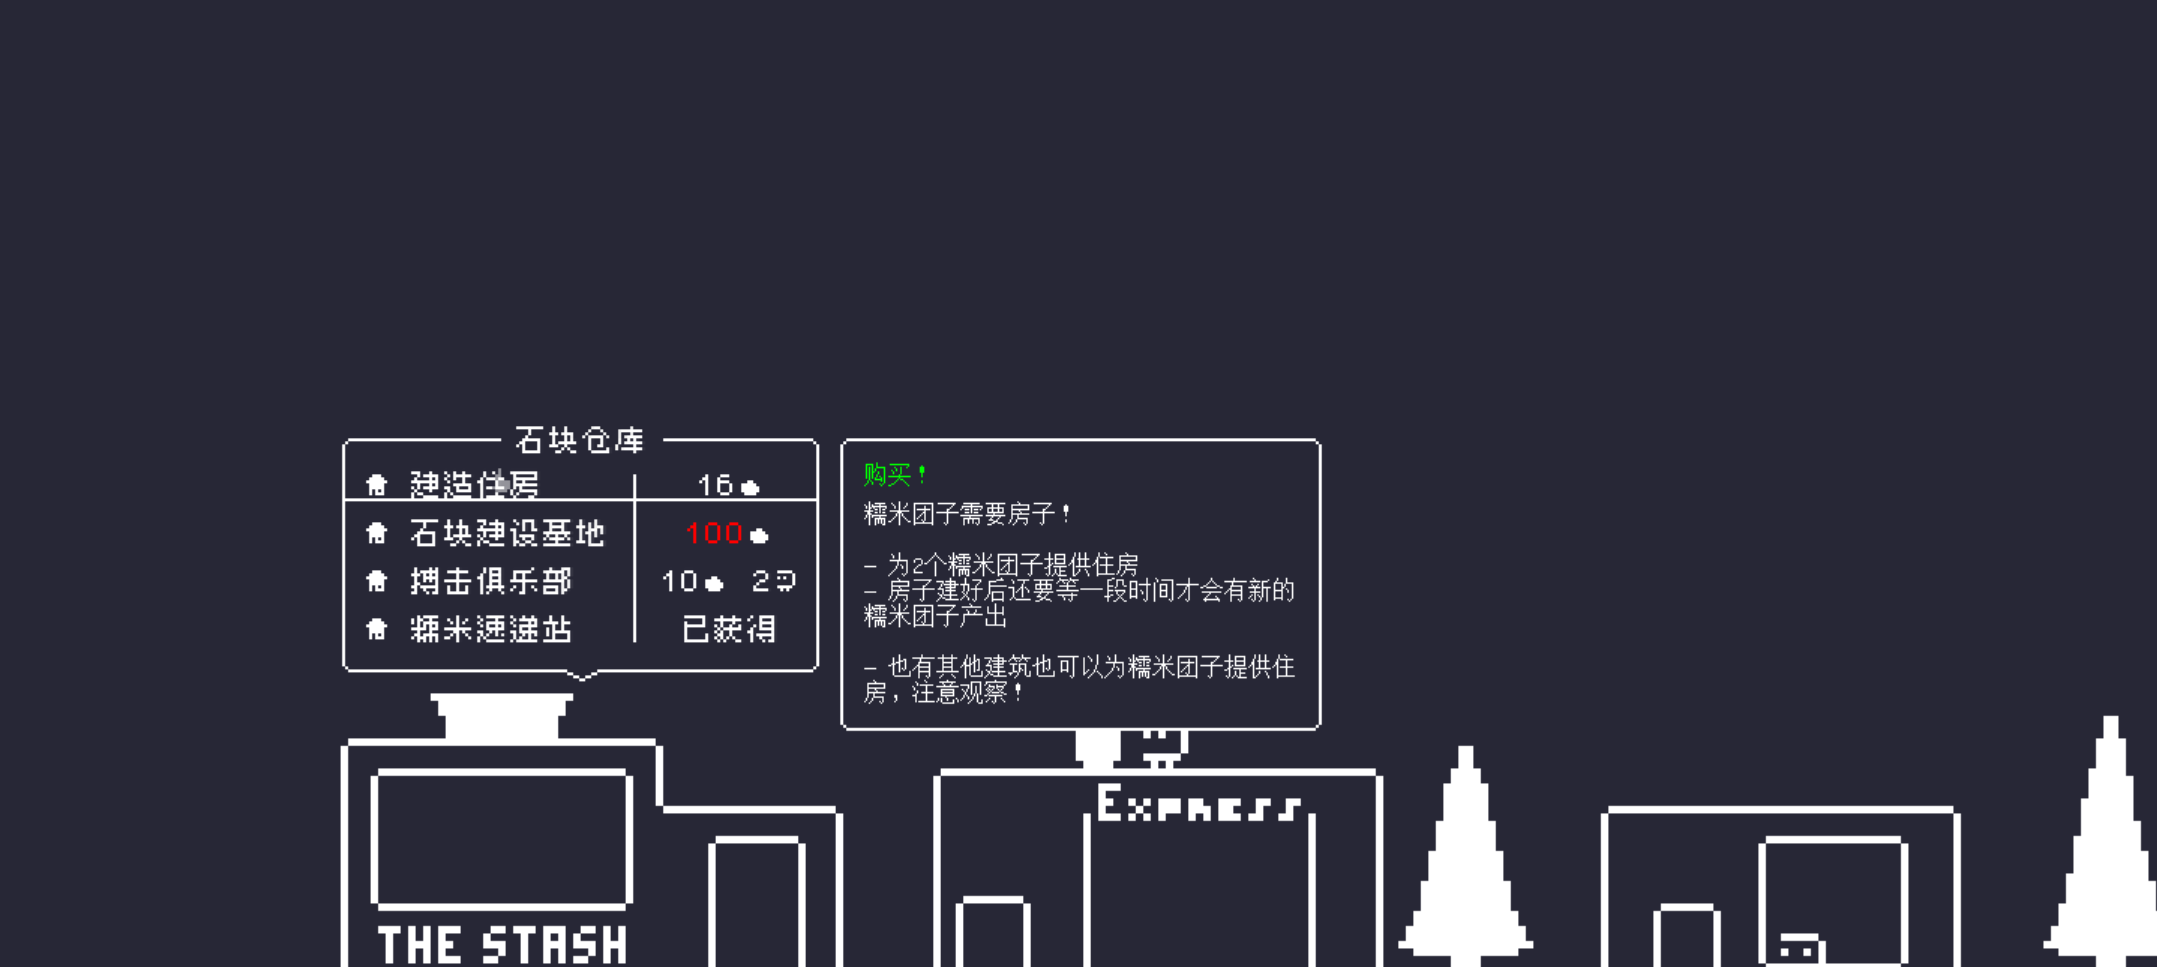 石块仓库
建造住房 16
石块建设基地 100
搏击俱乐部 10 2
糯米速递站 已获得
购买！
糯米团子需要房子！
- 为2个糯米团子提供住房
- 房子建好后还要等一段时间才会有新的
糯米团子产出
- 也有其他建筑也可以为糯米团子提供住
房，注意观察！
Express
THE STASH